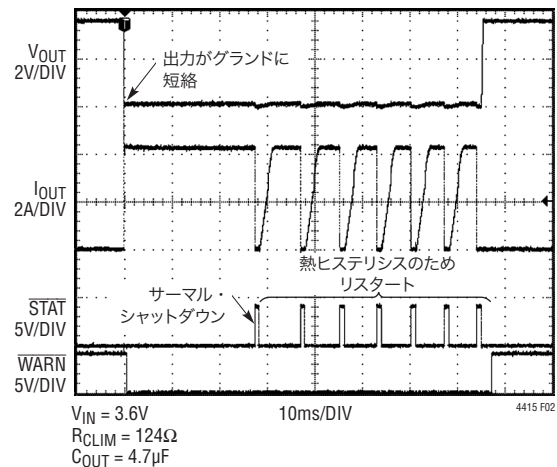 VOUT
2V/DIV
出力がグランドに
短絡
IOUT
2A/DIV
熱ヒステリシスのため
リスタート
サーマル・
シャットダウン
STAT
5V/DIV
WARN
5V/DIV
VIN = 3.6V
RCLIM = 124Ω
COUT = 4.7µF
10ms/DIV
4415 F02